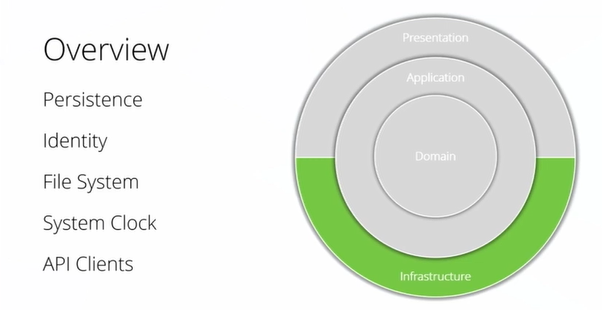 Overview
Persistence
Identity
File System
System Clock
API Clients
Presentation
Application
Domain
Infrastructure